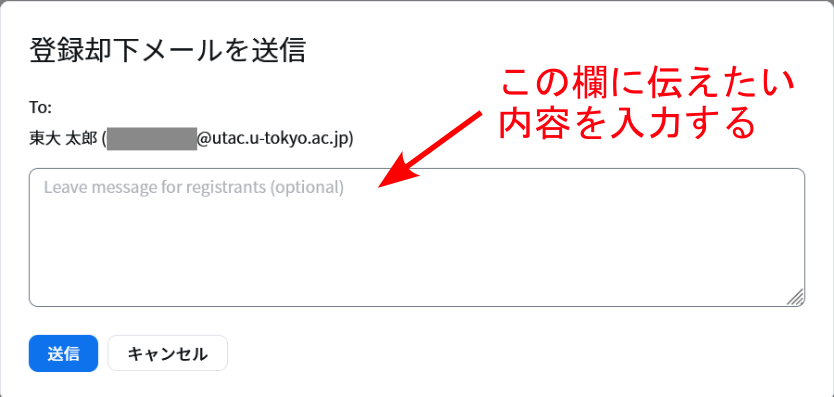 登録却下メールを送信
この欄に伝えたい
内容を入力する
To:
東大 太郎 (@utac.u-tokyo.ac.jp)
Leave message for registrants (optional)
送信
キャンセル